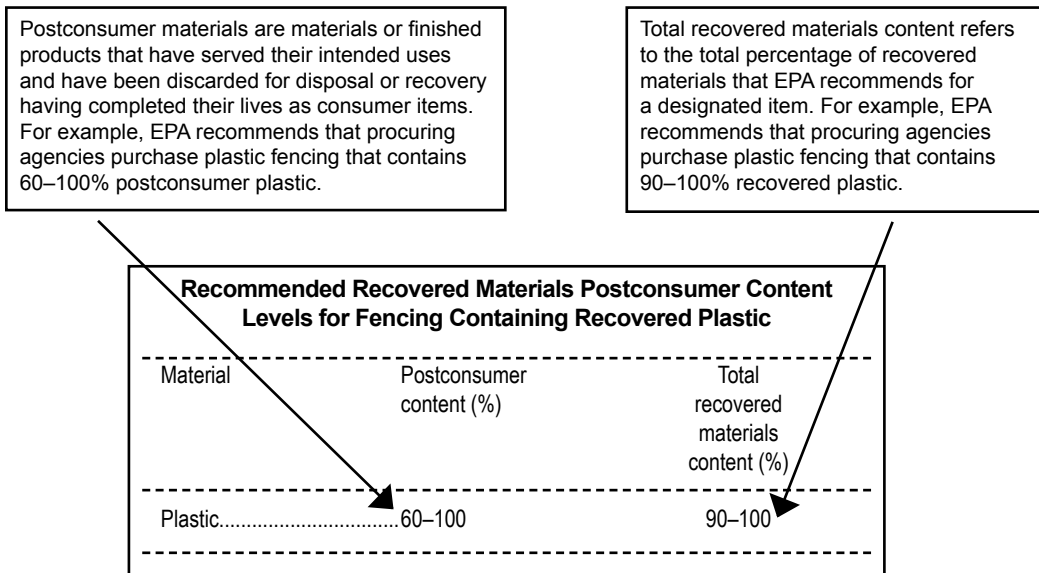 Postconsumer materials are materials or finished
products that have served their intended uses
and have been discarded for disposal or recovery
having completed their lives as consumer items.
For example, EPA recommends that procuring
agencies purchase plastic fencing that contains
60–100% postconsumer plastic.
Total recovered materials content refers
to the total percentage of recovered
materials that EPA recommends for
a designated item. For example, EPA
recommends that procuring agencies
purchase plastic fencing that contains
90–100% recovered plastic.
Recommended Recovered Materials Postconsumer Content
Levels for Fencing Containing Recovered Plastic
Material Postconsumer Total
content (%) recovered
materials
content (%)
Plastic.................................60–100 90–100